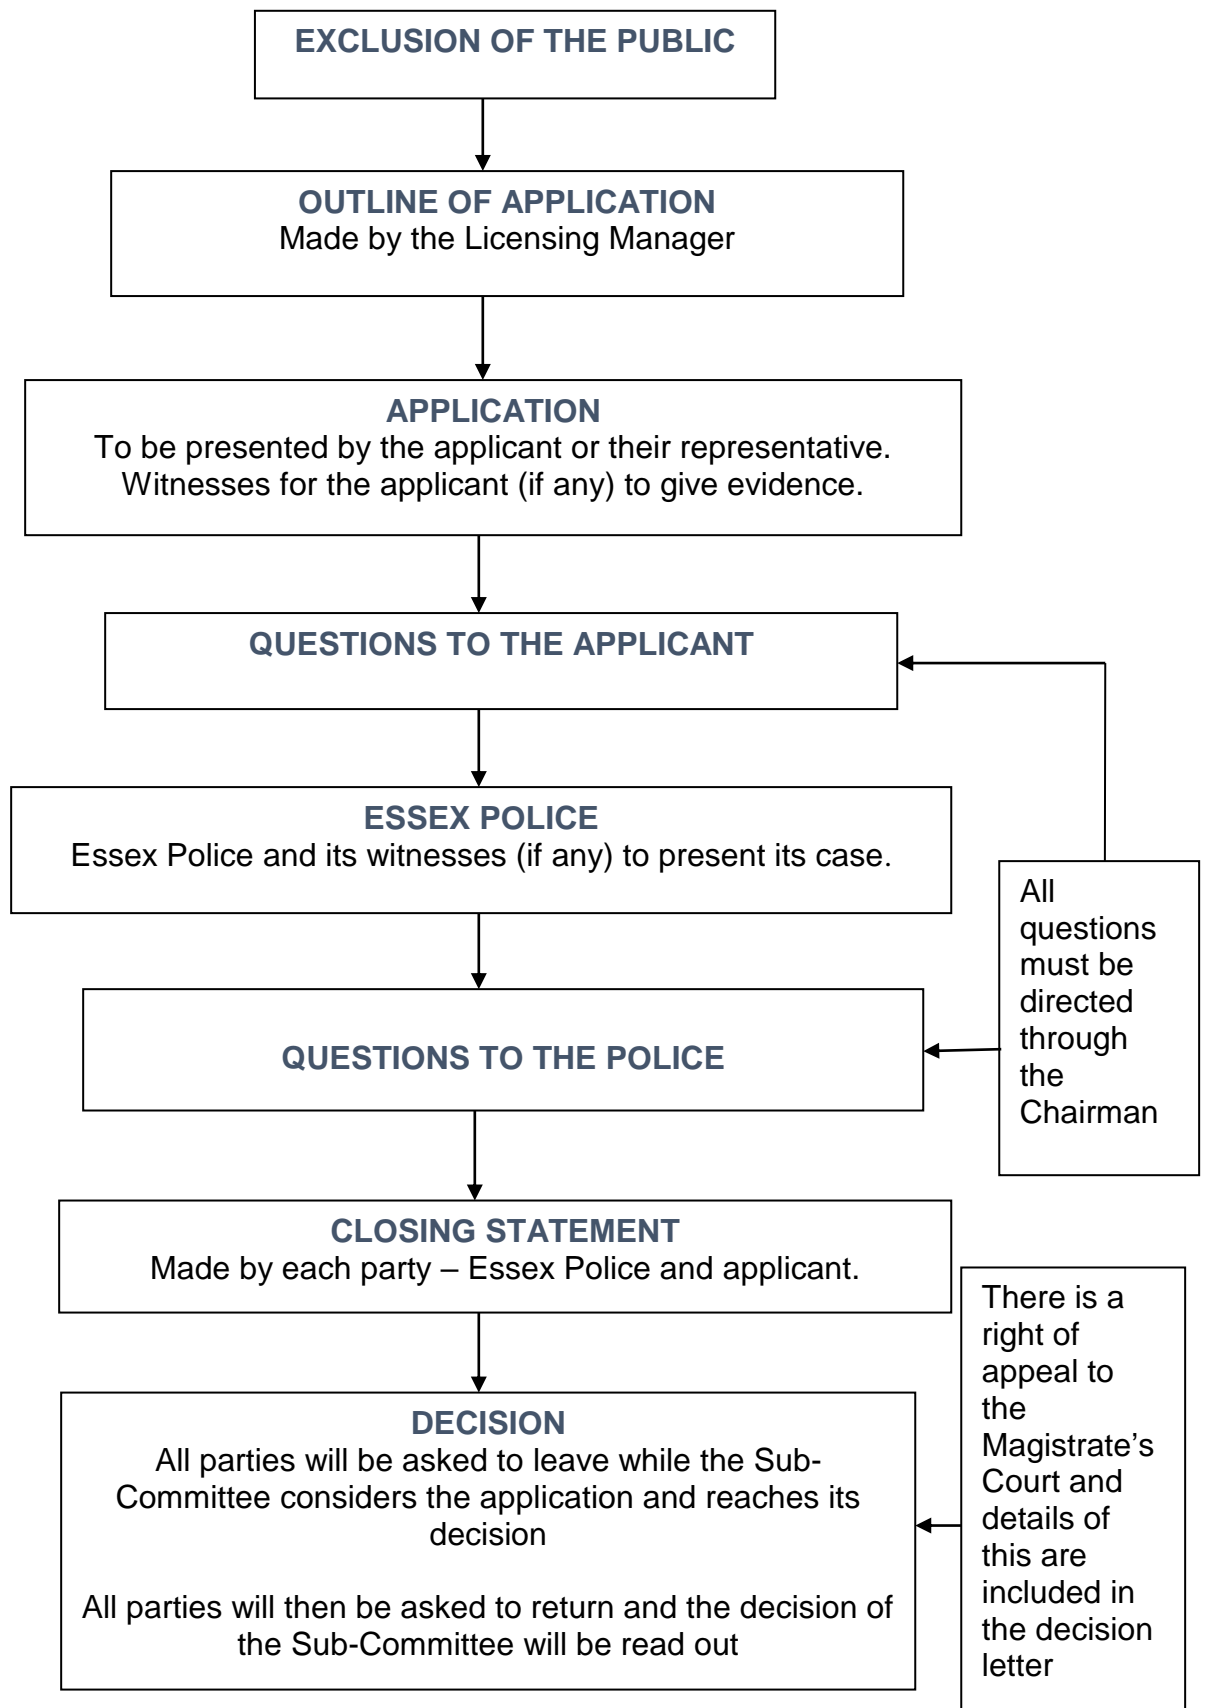 EXCLUSION OF THE PUBLIC
OUTLINE OF APPLICATION
Made by the Licensing Manager
APPLICATION
To be presented by the applicant or their representative.
Witnesses for the applicant (if any) to give evidence.
QUESTIONS TO THE APPLICANT
ESSEX POLICE
Essex Police and its witnesses (if any) to present its case.
QUESTIONS TO THE POLICE
All
questions
must be
directed
through
the
Chairman
CLOSING STATEMENT
Made by each party – Essex Police and applicant.
DECISION
All parties will be asked to leave while the Sub-
Committee considers the application and reaches its
decision
All parties will then be asked to return and the decision of
the Sub-Committee will be read out
There is a
right of
appeal to
the
Magistrate’s
Court and
details of
this are
included in
the decision
letter